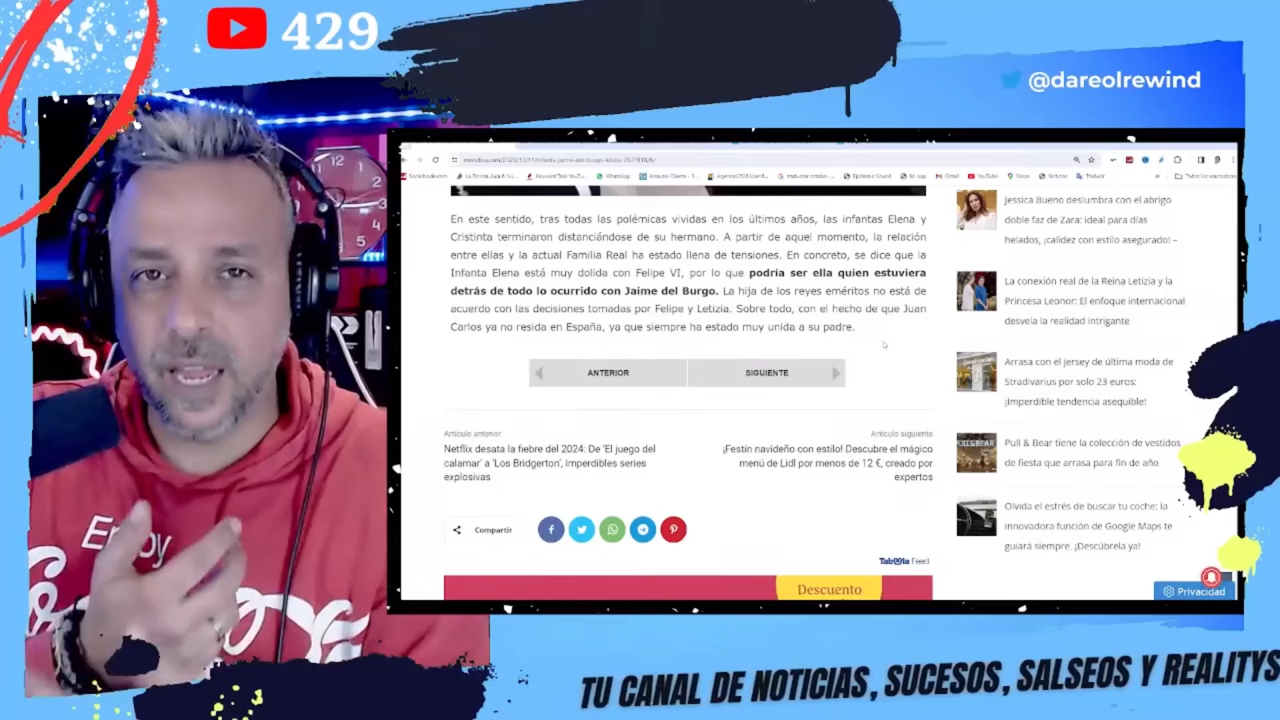 429
@dareolrewind
En este sentido, tras todas las polémicas vividas en los últimos años, las infantas Elena y
Cristinta terminaron distanciándose de su hermano. A partir de aquel momento, la relación
entre ellas y la actual Familia Real ha estado llena de tensiones. En concreto, se dice que la
Infanta Elena está muy dolida con Felipe VI, por lo que podría ser ella quien estuviera
detrás de todo lo ocurrido con Jaime del Burgo. La hija de los reyes eméritos no está de
acuerdo con las decisiones tomadas por Felipe y Letizia. Sobre todo, con el hecho de que Juan
Carlos ya no resida en España, ya que siempre ha estado muy unida a su padre.
ANTERIOR
SIGUIENTE
Artículo anterior
Netflix desata la fiebre del 2024: De 'El juego del
calamar' a 'Los Bridgerton', imperdibles series
explosivas
Artículo siguiente
¡Festín navideño con estilo! Descubre el mágico
menú de Lidl por menos de 12 €, creado por
expertos
Compartir
Taboola Feed
Descuento
Jessica Bueno deslumbra con el abrigo
doble faz de Zara: ideal para días
helados, ¡calidez con estilo asegurado! –
La conexión real de la Reina Letizia y la
Princesa Leonor: El enfoque internacional
desvela la realidad intrigante
Arrasa con el jersey de última moda de
Stradivarius por solo 23 euros:
¡Imperdible tendencia asequible!
Pull & Bear tiene la colección de vestidos
de fiesta que arrasa para fin de año
Olvida el estrés de buscar tu coche: la
innovadora función de Google Maps te
guiará siempre. ¡Descúbrela ya!
Privacidad
12
1
2
3
4
5
Enjoy
TU CANAL DE NOTICIAS, SUCESOS, SALSEOS Y REALITYS